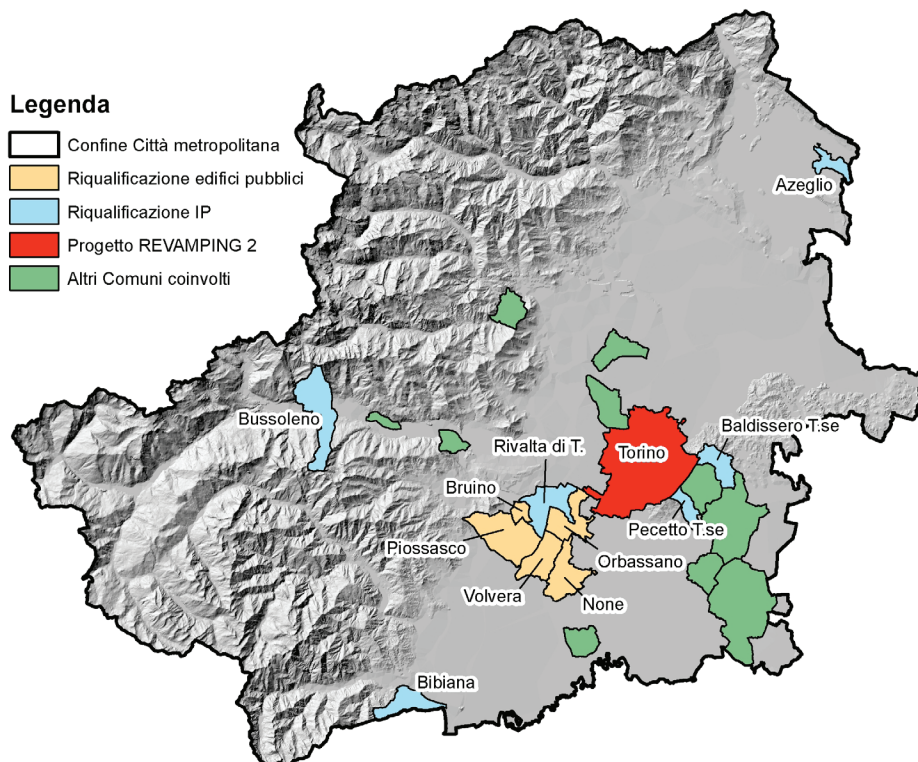 Legenda
Confine Città metropolitana
Riqualificazione edifici pubblici
Riqualificazione IP
Progetto REVAMPING 2
Altri Comuni coinvolti
Azeglio
Bussoleno
Baldissero T.se
Rivalta di T.
Torino
Bruino
Pecetto T.se
Piossasco
Orbassano
Volvera
None
Bibiana